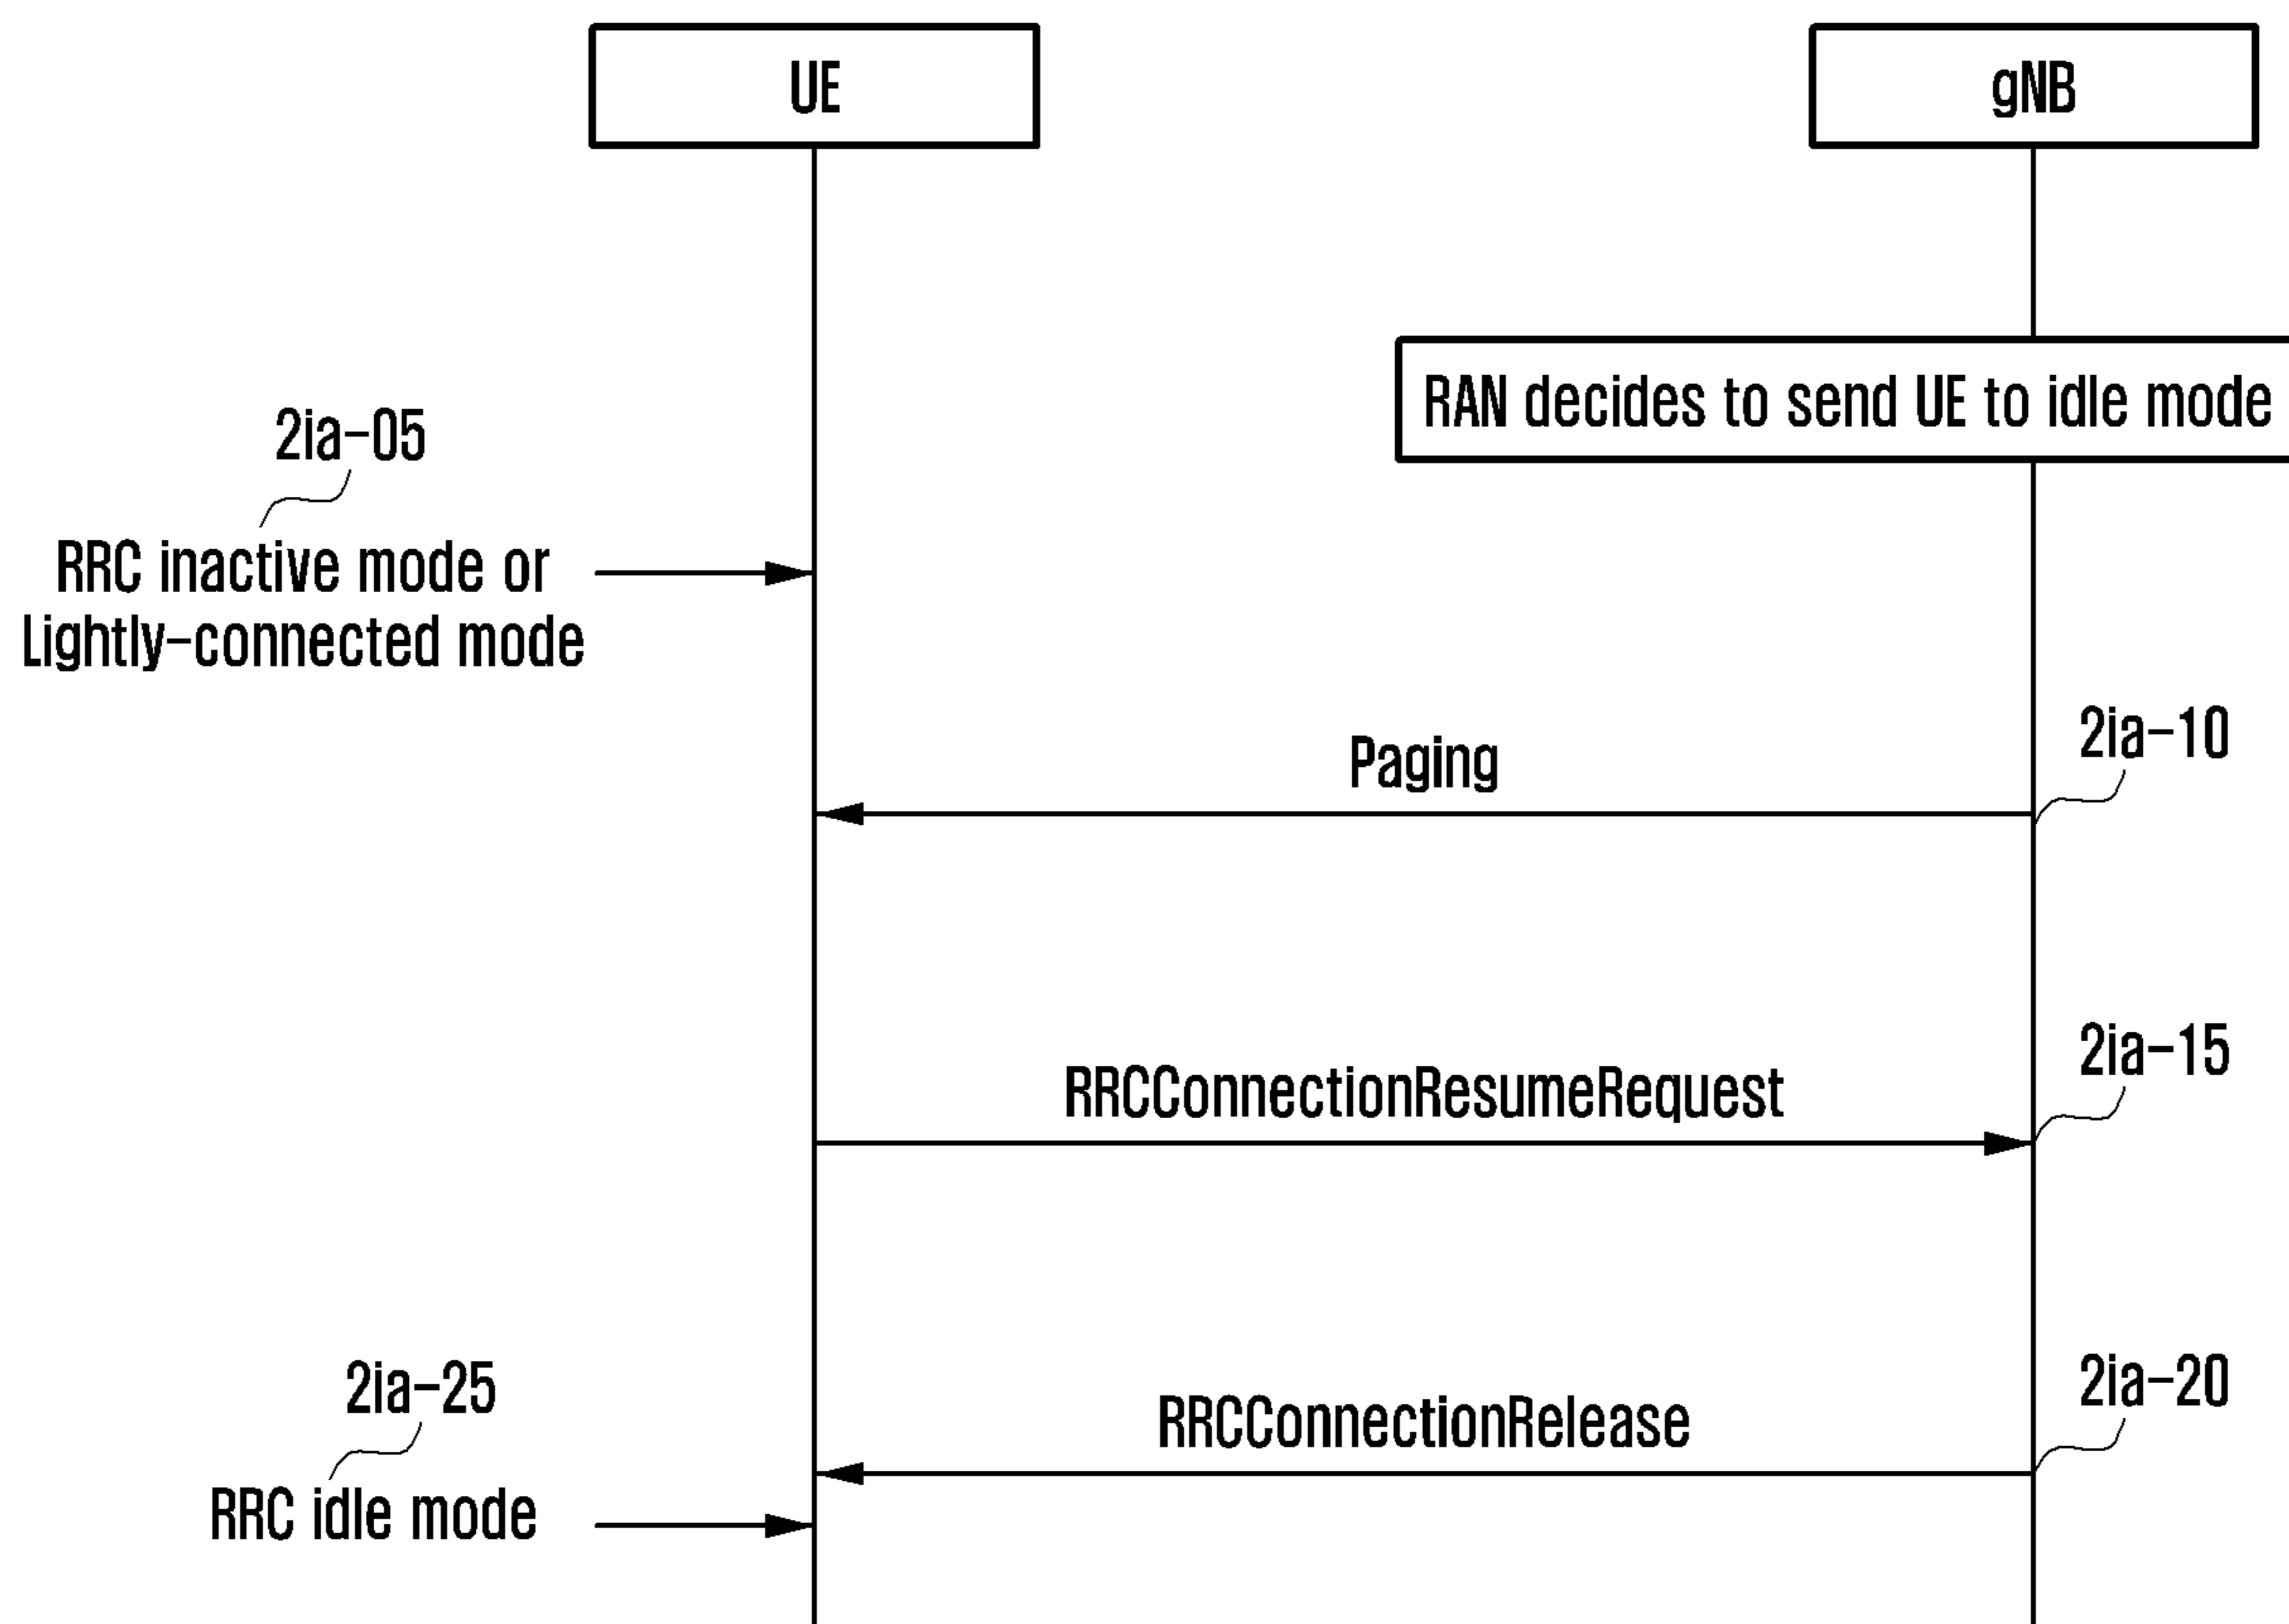 UE
gNB
RAN decides to send UE to idle mode
2ia-05
RRC inactive mode or
Lightly-connected mode
2ia-10
Paging
2ia-15
RRCConnectionResumeRequest
2ia-20
2ia-25
RRCConnectionRelease
RRC idle mode